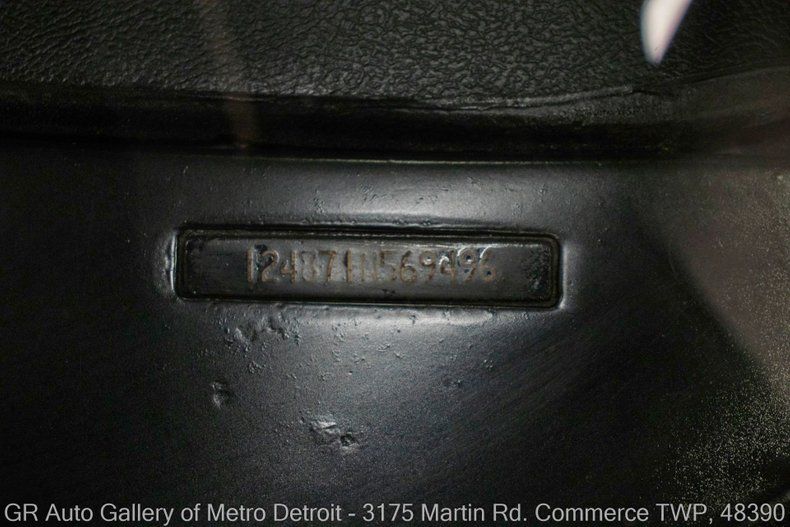 124871N569496
GR Auto Gallery of Metro Detroit - 3175 Martin Rd. Commerce TWP, 48390